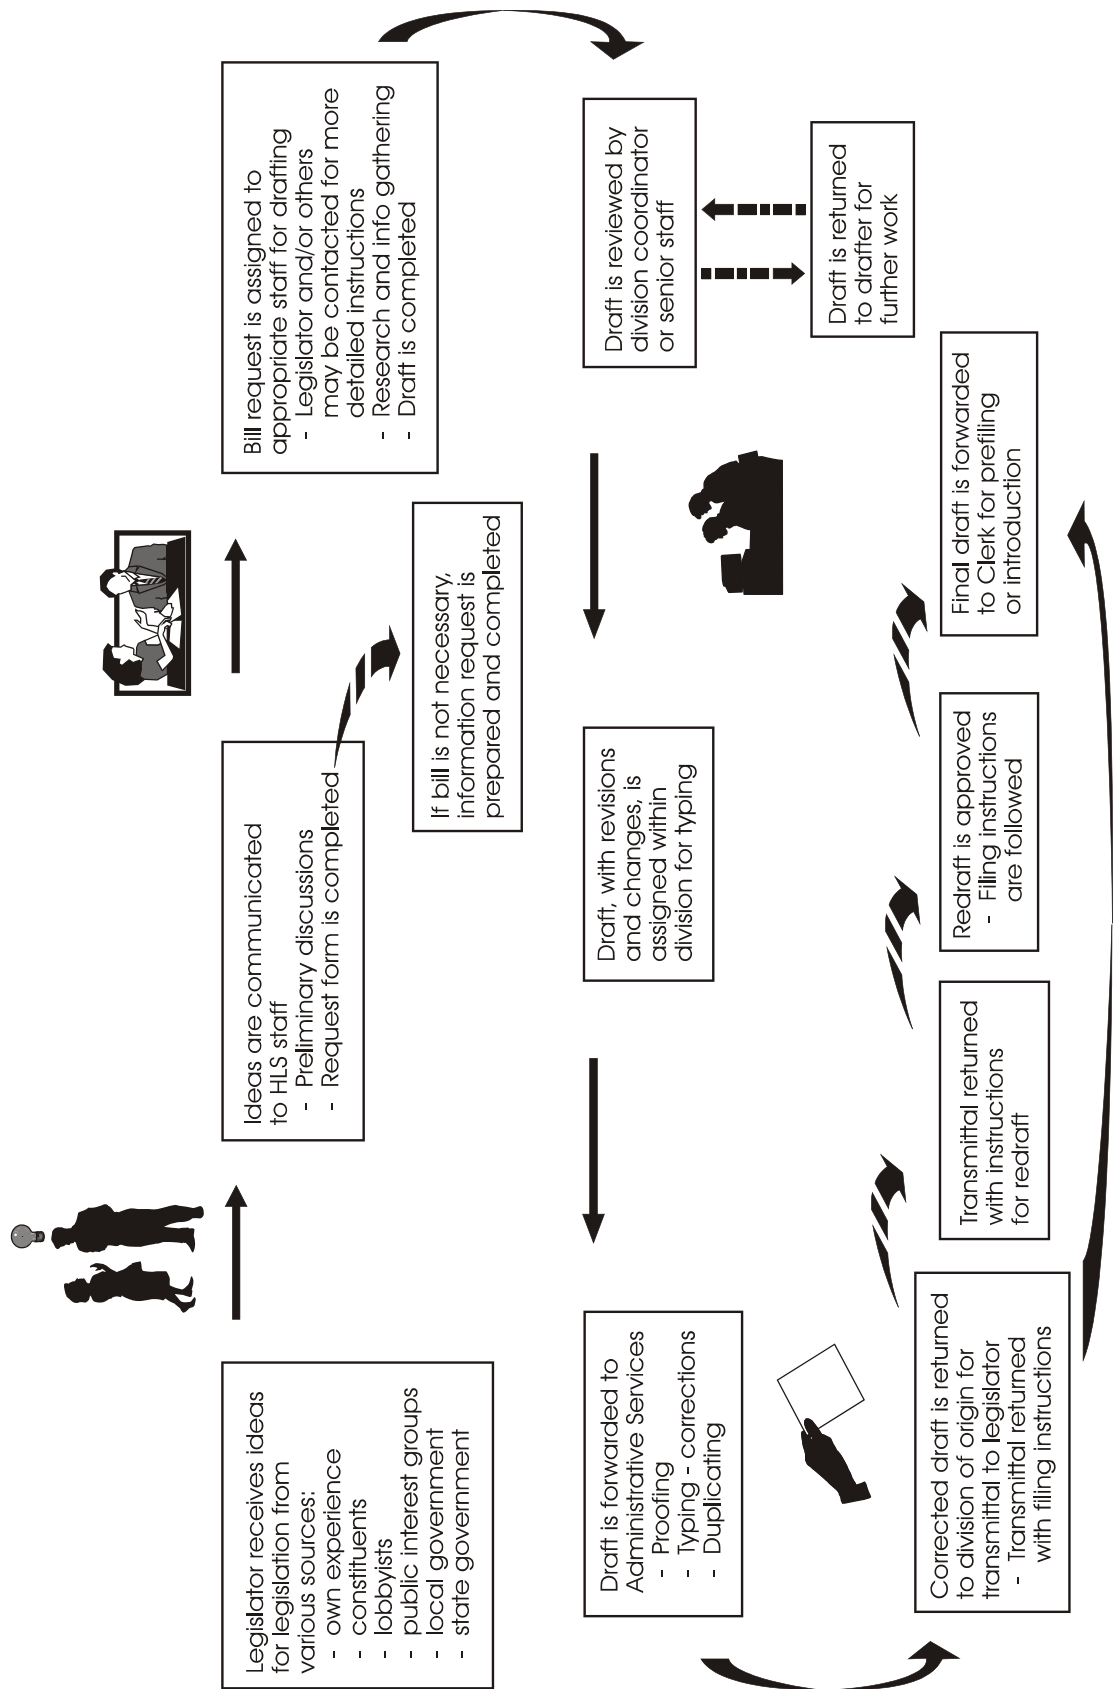 Legislator receives ideas
for legislation from
various sources:
- own experience
- constituents
- lobbyists
- public interest groups
- local government
- state government
Ideas are communicated
to HLS staff
- Preliminary discussions
- Request form is completed
If bill is not necessary,
information request is
prepared and completed
Bill request is assigned to
appropriate staff for drafting
- Legislator and/or others
may be contacted for more
detailed instructions
- Research and info gathering
- Draft is completed
Draft is reviewed by
division coordinator
or senior staff
Draft is returned
to drafter for
further work
Draft, with revisions
and changes, is
assigned within
division for typing
Draft is forwarded to
Administrative Services
- Proofing
- Typing - corrections
- Duplicating
Corrected draft is returned
to division of origin for
transmittal to legislator
- Transmittal returned
with filing instructions
Transmittal returned
with instructions
for redraft
Redraft is approved
- Filing instructions
are followed
Final draft is forwarded
to Clerk for prefiling
or introduction